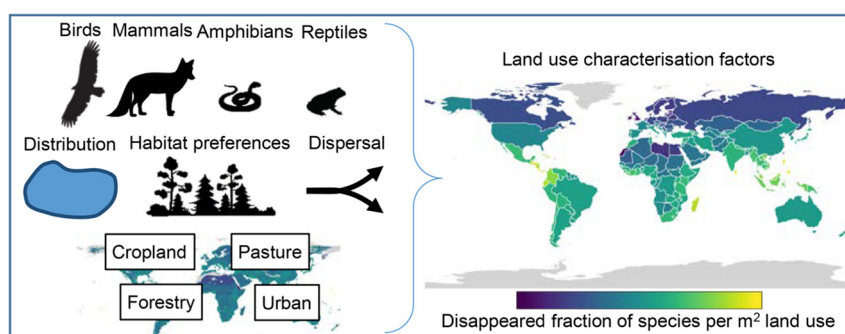 Birds Mammals Amphibians Reptiles
Distribution Habitat preferences Dispersal
Cropland Pasture
Forestry Urban
Land use characterisation factors
Disappeared fraction of species per m² land use